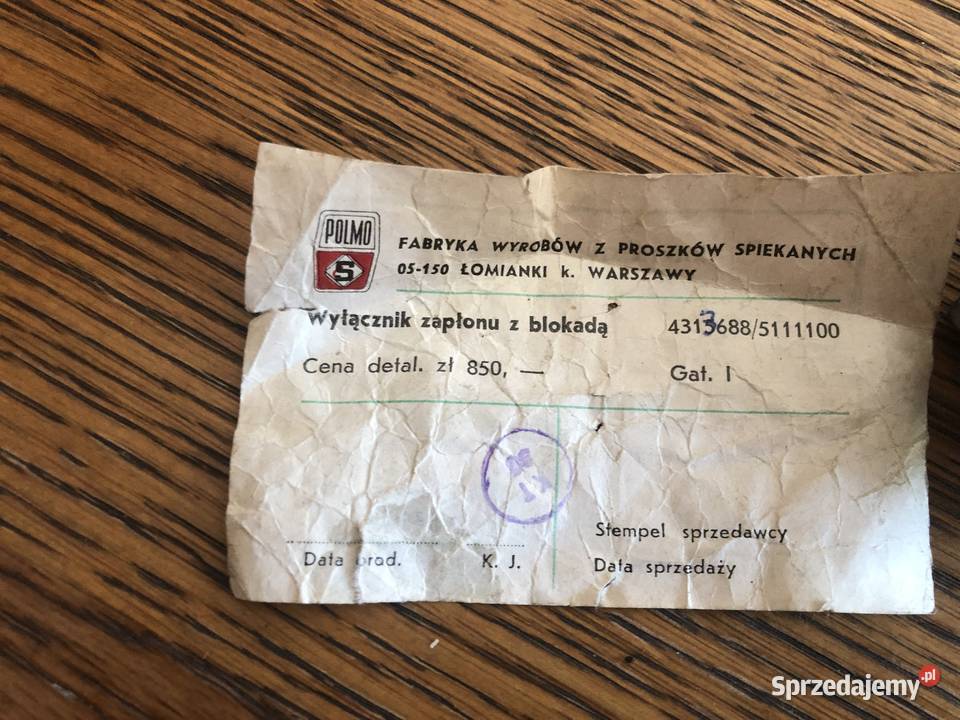 POLMO
S
FABRYKA WYROBÓW Z PROSZKÓW SPIEKANYCH
05-150 ŁOMIANKI k. WARSZAWY
Wyłącznik zapłonu z blokadą 4313688/5111100
Cena detal. zł 850,— Gat. I
Stempel sprzedawcy
Data prod. K. J. Data sprzedaży
Sprzedajemy.pl